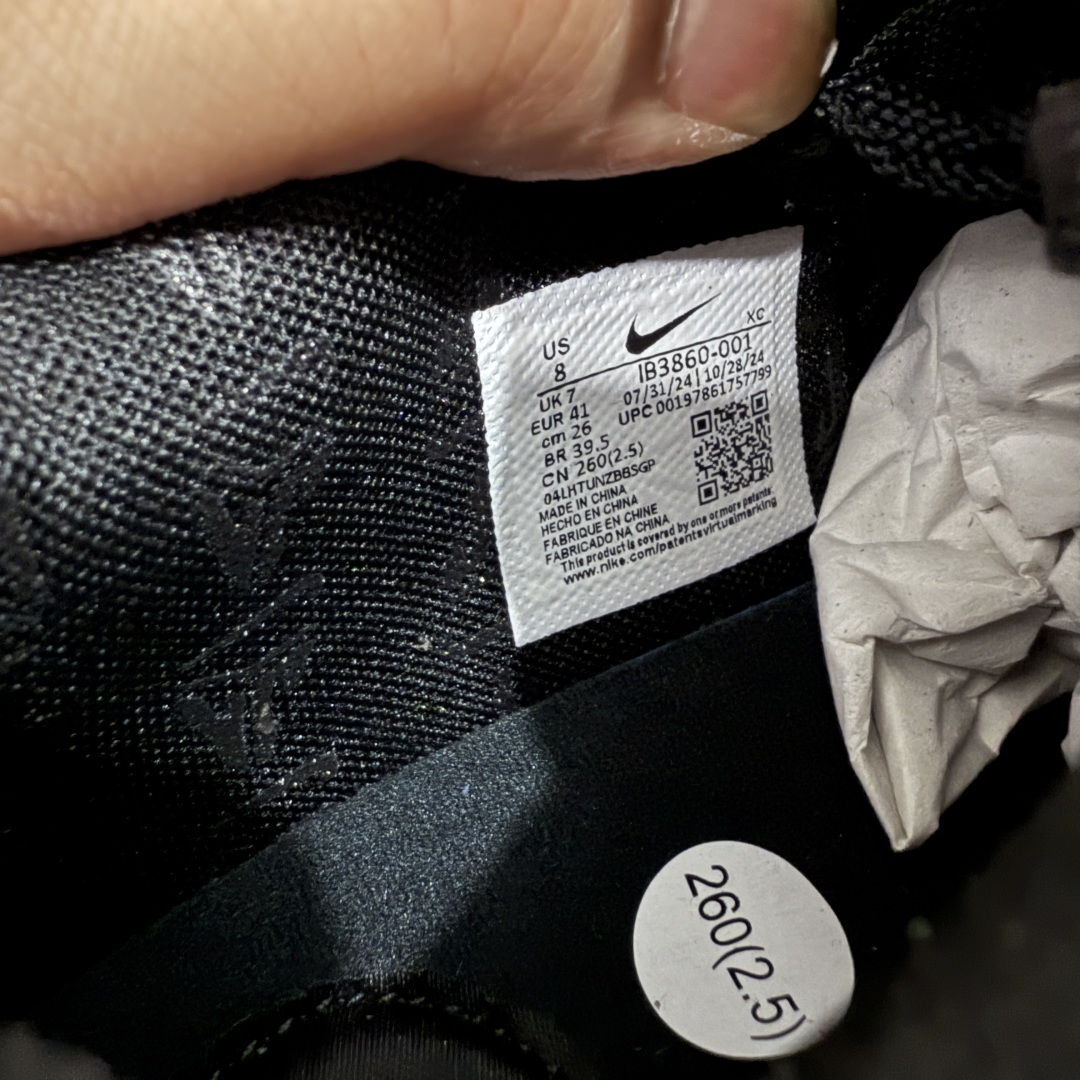 US
8
UK 7
EUR 41
cm 26
BR 39.5
CN 260(2.5)
04LHTUNZBBSGP
MADE IN CHINA
HECHO EN CHINA
FABRIQUE EN CHINE
FABRICADO NA CHINA
XC
IB3860-001
07/31/24|10/28/24
UPC 00197861757799
This product is covered by one or more patents.
www.nike.com/patentsvirtualmarking
260(2.5)